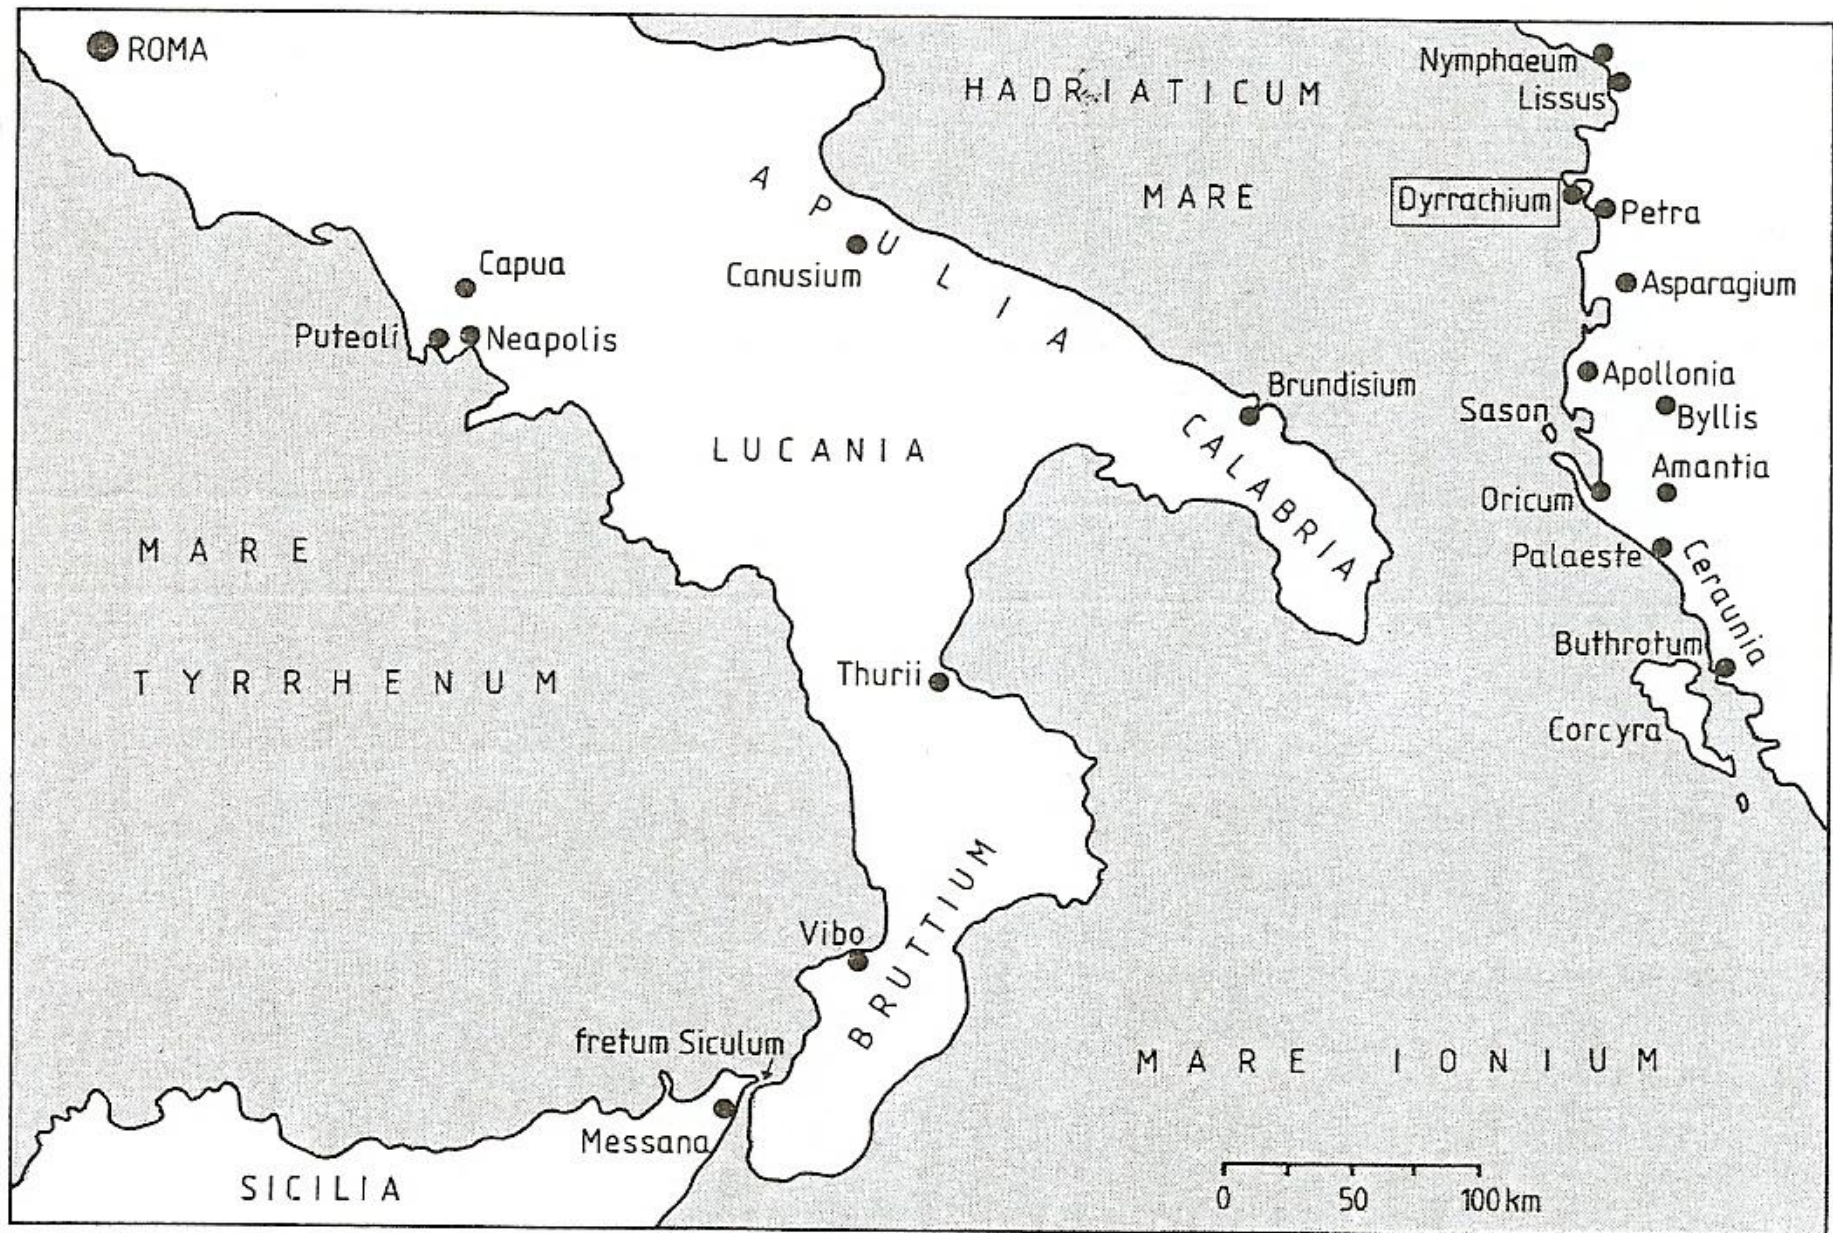 ROMA
HADRIATICUM
MARE
Nymphaeum
Lissus
Dyrrachium
Petra
APULIA
Canusium
Capua
Puteoli
Neapolis
Asparagium
Apollonia
Byllis
Brundisium
Sason
CALABRIA
LUCANIA
Amantia
Oricum
Palaeste
Ceraunia
MARE
TYRRHENUM
Thurii
Buthrotum
Corcyra
BRUTTIUM
Vibo
fretum Siculum
Messana
SICILIA
MARE IONIUM
0 50 100 km